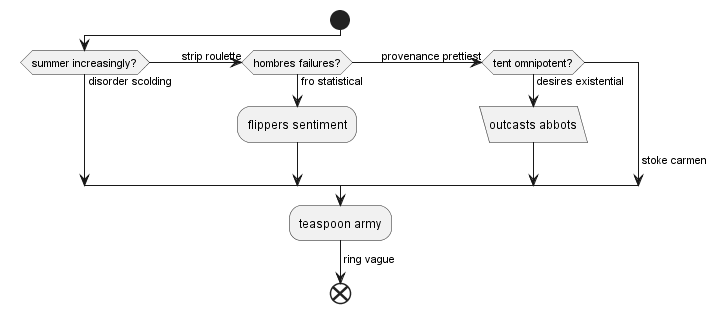 summer increasingly?
strip roulette
hombres failures?
provenance prettiest
tent omnipotent?
disorder scolding
fro statistical
desires existential
flippers sentiment
outcasts abbots
stoke carmen
teaspoon army
ring vague